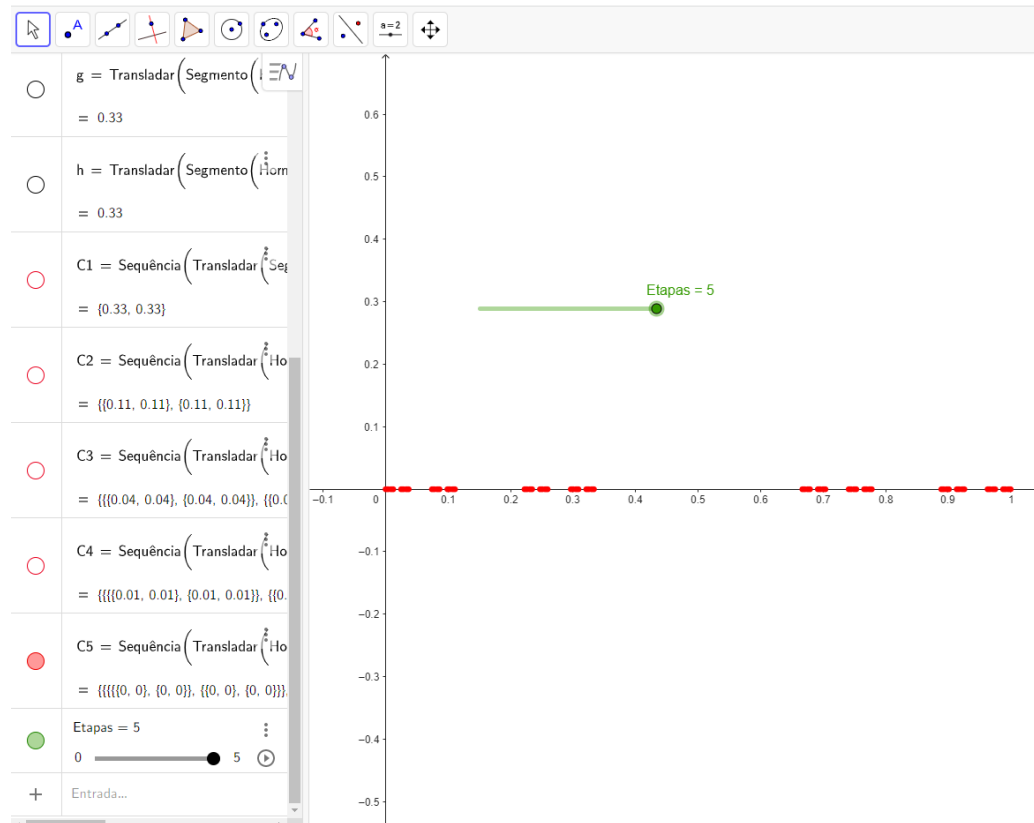 A
a=2
g = Transladar(Segmento(
= 0.33
h = Transladar(Segmento(Hom
= 0.33
C1 = Sequência(Transladar(Seg
= {0.33, 0.33}
C2 = Sequência(Transladar(Ho
= {{0.11, 0.11}, {0.11, 0.11}}
C3 = Sequência(Transladar(Ho
= {{{0.04, 0.04}, {0.04, 0.04}}, {{0.0
C4 = Sequência(Transladar(Ho
= {{{{0.01, 0.01}, {0.01, 0.01}}, {{0.
C5 = Sequência(Transladar(Ho
= {{{{{0, 0}, {0, 0}}, {{0, 0}, {0, 0}}},
Etapas = 5
0 5
+ Entrada...
0.6
0.5
0.4
Etapas = 5
0.3
0.2
0.1
−0.1 0 0.1 0.2 0.3 0.4 0.5 0.6 0.7 0.8 0.9 1
−0.1
−0.2
−0.3
−0.4
−0.5